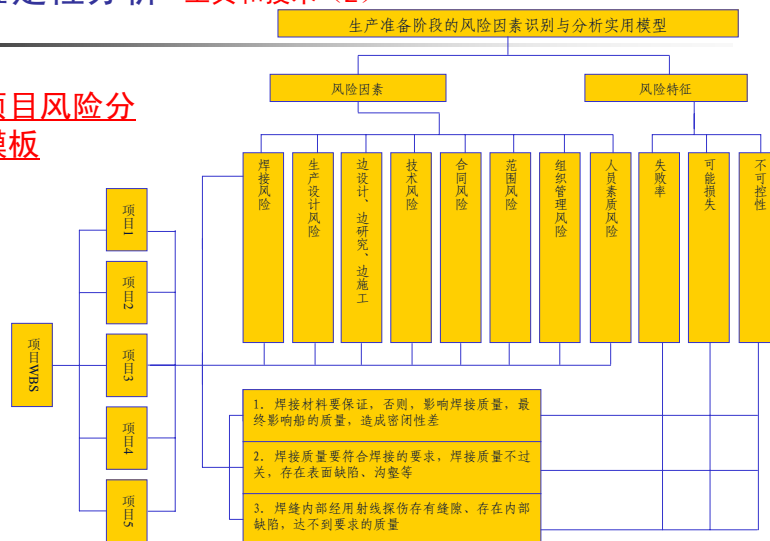 定性分析
生产准备阶段的风险因素识别与分析实用模型
项目风险分
模板
风险因素
风险特征
焊接风险
生产设计风险
边设计、边研究、边施工
技术风险
合同风险
范围风险
组织管理风险
人员素质风险
失败率
可能损失
不可控性
项目WBS
项目1
项目2
项目3
项目4
项目5
1. 焊接材料要保证，否则，影响焊接质量，最
终影响船的质量，造成密闭性差
2. 焊接质量要符合焊接的要求，焊接质量不过
关，存在表面缺陷、沟壑等
3. 焊缝内部经用射线探伤存有缝隙、存在内部
缺陷，达不到要求的质量